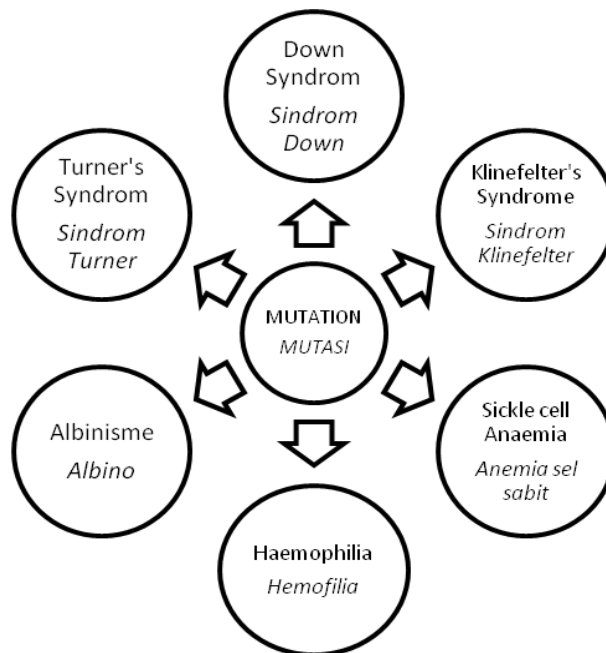 Down
Syndrom
Sindrom
Down
Turner's
Syndrom
Sindrom
Turner
Klinefelter's
Syndrome
Sindrom
Klinefelter
MUTATION
MUTASI
Albinisme
Albino
Sickle cell
Anaemia
Anemia sel
sabit
Haemophilia
Hemofilia